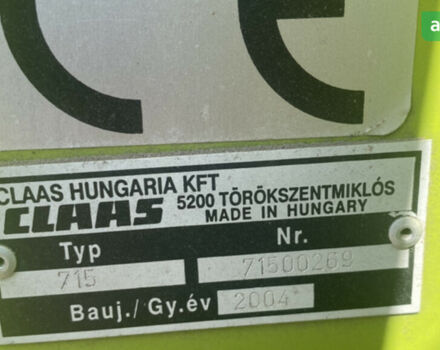 CE
CLAAS HUNGARIA KFT
CLAAS 5200 TÖRÖKSZENTMIKLÓS
MADE IN HUNGARY
Typ Nr.
715 71500269
Bauj./Gy.év 2004